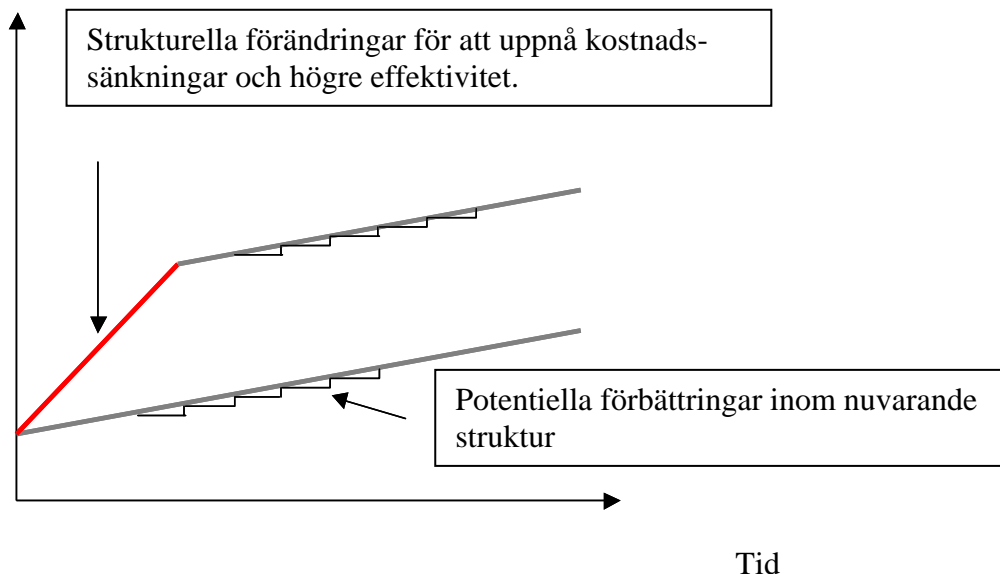 Strukturella förändringar för att uppnå kostnads-
sänkningar och högre effektivitet.
Potentiella förbättringar inom nuvarande
struktur
Tid